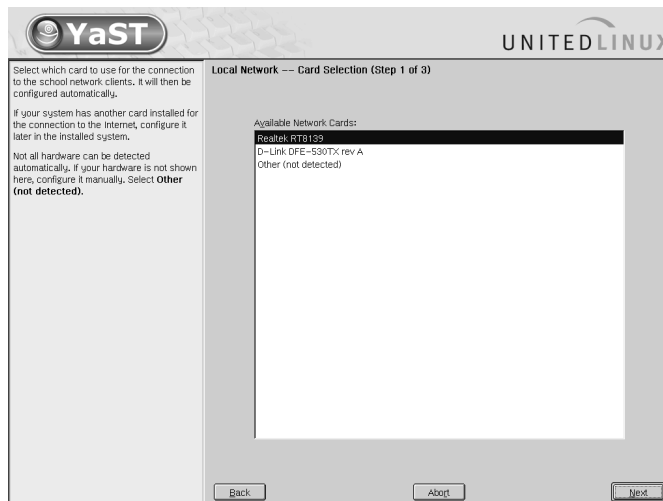 YaST
UNITEDLINUX
Select which card to use for the connection
to the school network clients. It will then be
configured automatically.
If your system has another card installed for
the connection to the Internet, configure it
later in the installed system.
Not all hardware can be detected
automatically. If your hardware is not shown
here, configure it manually. Select Other
(not detected).
Local Network -- Card Selection (Step 1 of 3)
Available Network Cards:
Realtek RT8139
D-Link DFE-530TX rev A
Other (not detected)
Back
Abort
Next